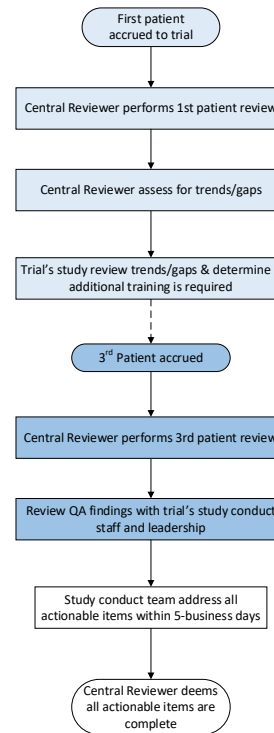 First patient
accrued to trial
Central Reviewer performs 1st patient review
Central Reviewer assess for trends/gaps
Trial's study review trends/gaps & determine
additional training is required
3rd Patient accrued
Central Reviewer performs 3rd patient review
Review QA findings with trial's study conduct
staff and leadership
Study conduct team address all
actionable items within 5-business days
Central Reviewer deems
all actionable items are
complete